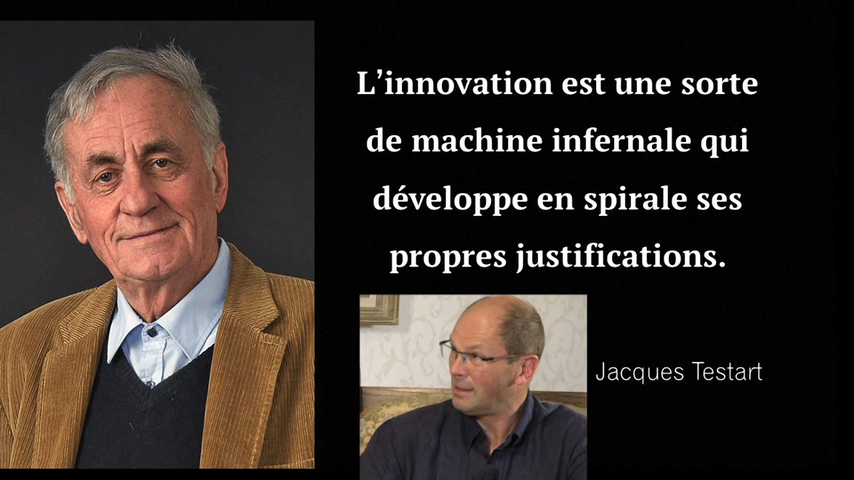 L’innovation est une sorte
de machine infernale qui
développe en spirale ses
propres justifications.
Jacques Testart